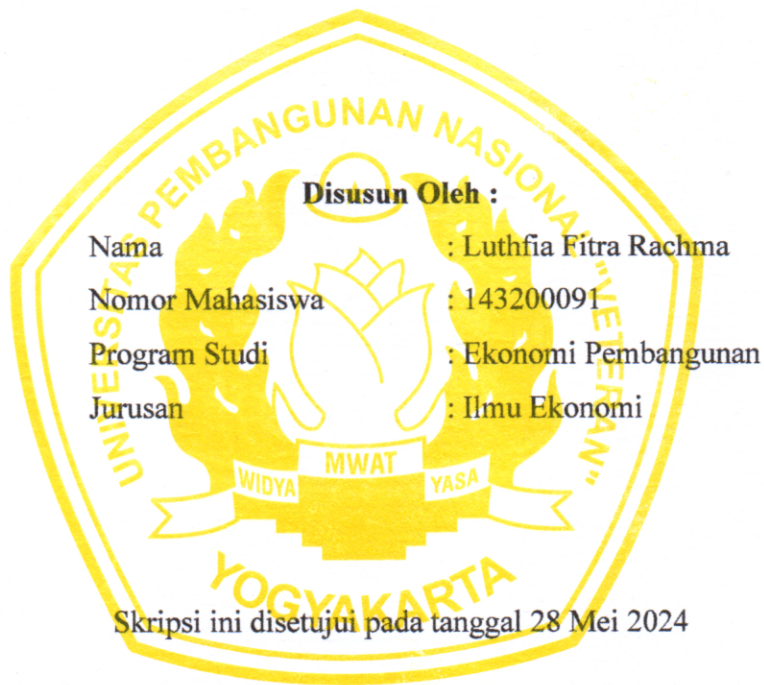 UNIVERSITAS PEMBANGUNAN NASIONAL "VETERAN"
Disusun Oleh :
Nama : Luthfia Fitra Rachma
Nomor Mahasiswa : 143200091
Program Studi : Ekonomi Pembangunan
Jurusan : Ilmu Ekonomi
WIDYA MWAT YASA
YOGYAKARTA
Skripsi ini disetujui pada tanggal 28 Mei 2024